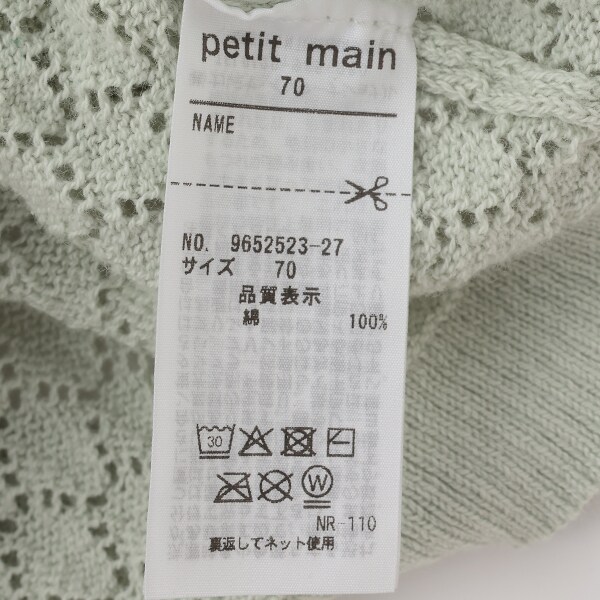 petit main
70
NAME
NO. 9652523-27
サイズ 70
品質表示
綿 100%
30
W
NR-110
裏返してネット使用